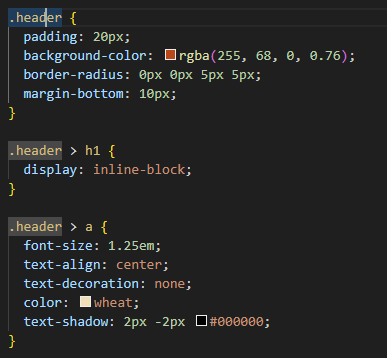 .header {
padding: 20px;
background-color: rgba(255, 68, 0, 0.76);
border-radius: 0px 0px 5px 5px;
margin-bottom: 10px;
}
.header > h1 {
display: inline-block;
}
.header > a {
font-size: 1.25em;
text-align: center;
text-decoration: none;
color: wheat;
text-shadow: 2px -2px #000000;
}